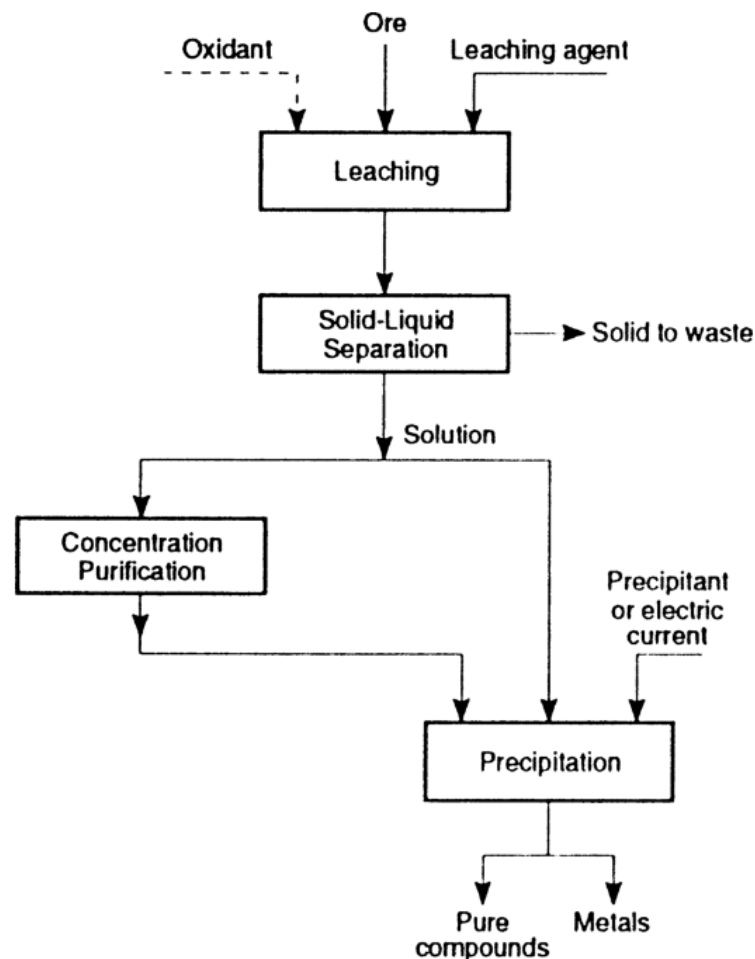 Ore
Oxidant
Leaching agent
Leaching
Solid-Liquid
Separation
Solid to waste
Solution
Concentration
Purification
Precipitant
or electric
current
Precipitation
Pure
compounds
Metals